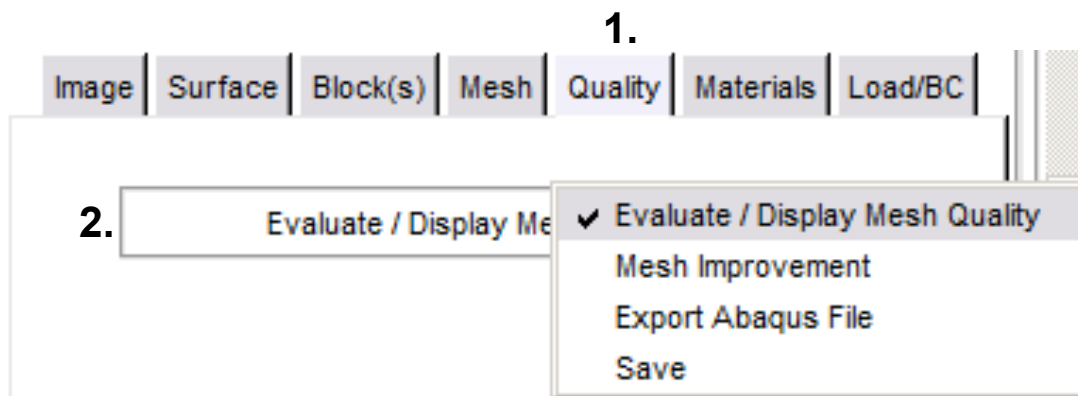 1.
Image Surface Block(s) Mesh Quality Materials Load/BC
2. Evaluate / Display Me
✔ Evaluate / Display Mesh Quality
Mesh Improvement
Export Abaqus File
Save